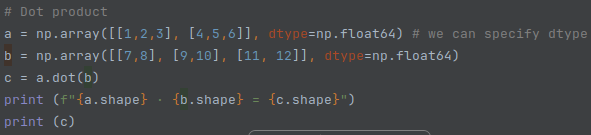 # Dot product
a = np.array([[1,2,3], [4,5,6]], dtype=np.float64) # we can specify dtype
b = np.array([[7,8], [9,10], [11, 12]], dtype=np.float64)
c = a.dot(b)
print (f"{a.shape} · {b.shape} = {c.shape}")
print (c)